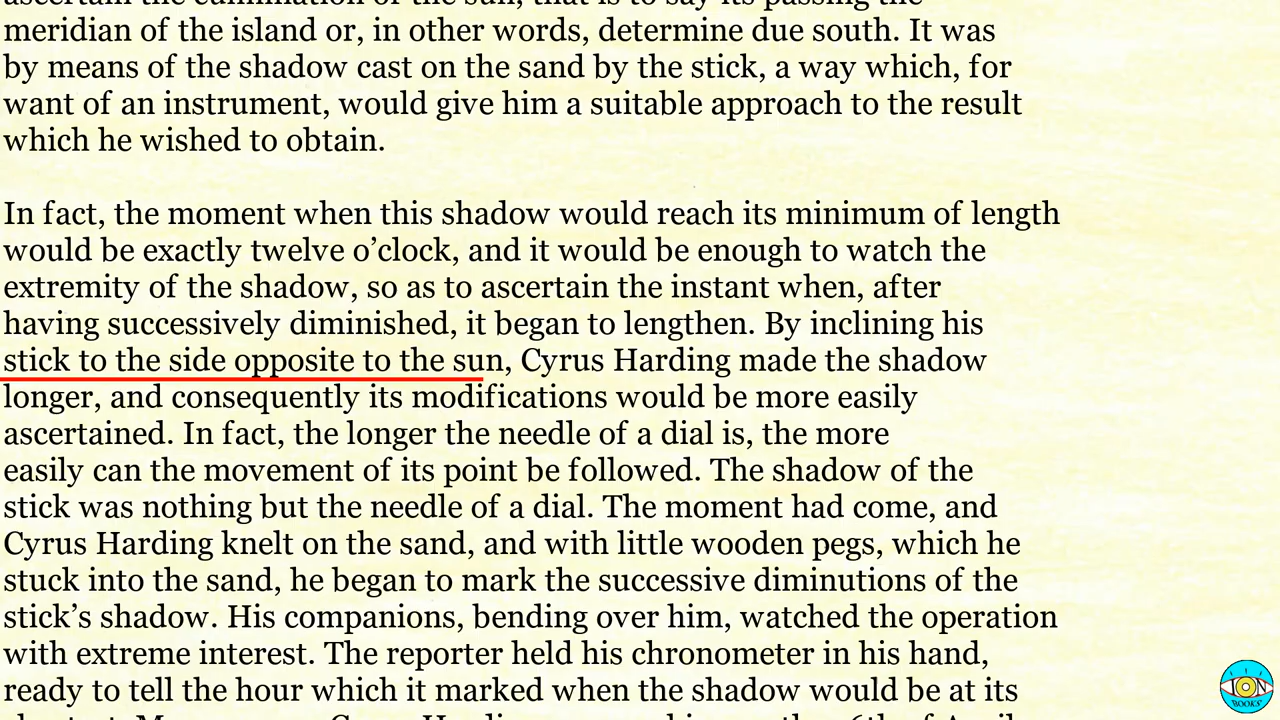 meridian of the island or, in other words, determine due south. It was
by means of the shadow cast on the sand by the stick, a way which, for
want of an instrument, would give him a suitable approach to the result
which he wished to obtain.
In fact, the moment when this shadow would reach its minimum of length
would be exactly twelve o’clock, and it would be enough to watch the
extremity of the shadow, so as to ascertain the instant when, after
having successively diminished, it began to lengthen. By inclining his
stick to the side opposite to the sun, Cyrus Harding made the shadow
longer, and consequently its modifications would be more easily
ascertained. In fact, the longer the needle of a dial is, the more
easily can the movement of its point be followed. The shadow of the
stick was nothing but the needle of a dial. The moment had come, and
Cyrus Harding knelt on the sand, and with little wooden pegs, which he
stuck into the sand, he began to mark the successive diminutions of the
stick’s shadow. His companions, bending over him, watched the operation
with extreme interest. The reporter held his chronometer in his hand,
ready to tell the hour which it marked when the shadow would be at its
ION
BOOKS